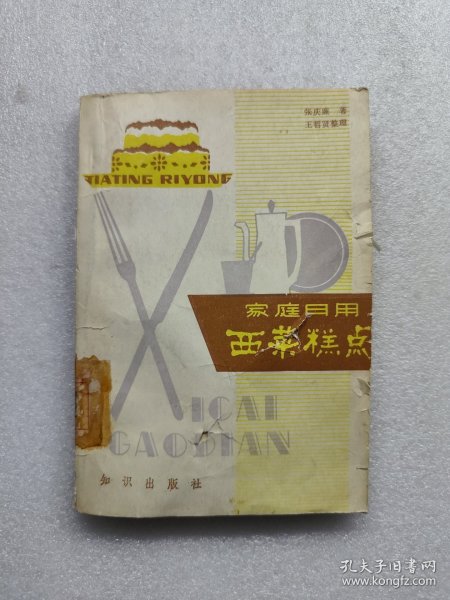 张庆廉 著
王哲贤整理
JIATING RIYONG
家庭日用
西菜糕点
XICAI
GAODIAN
知识出版社
孔夫子旧书网
www.kongfz.com